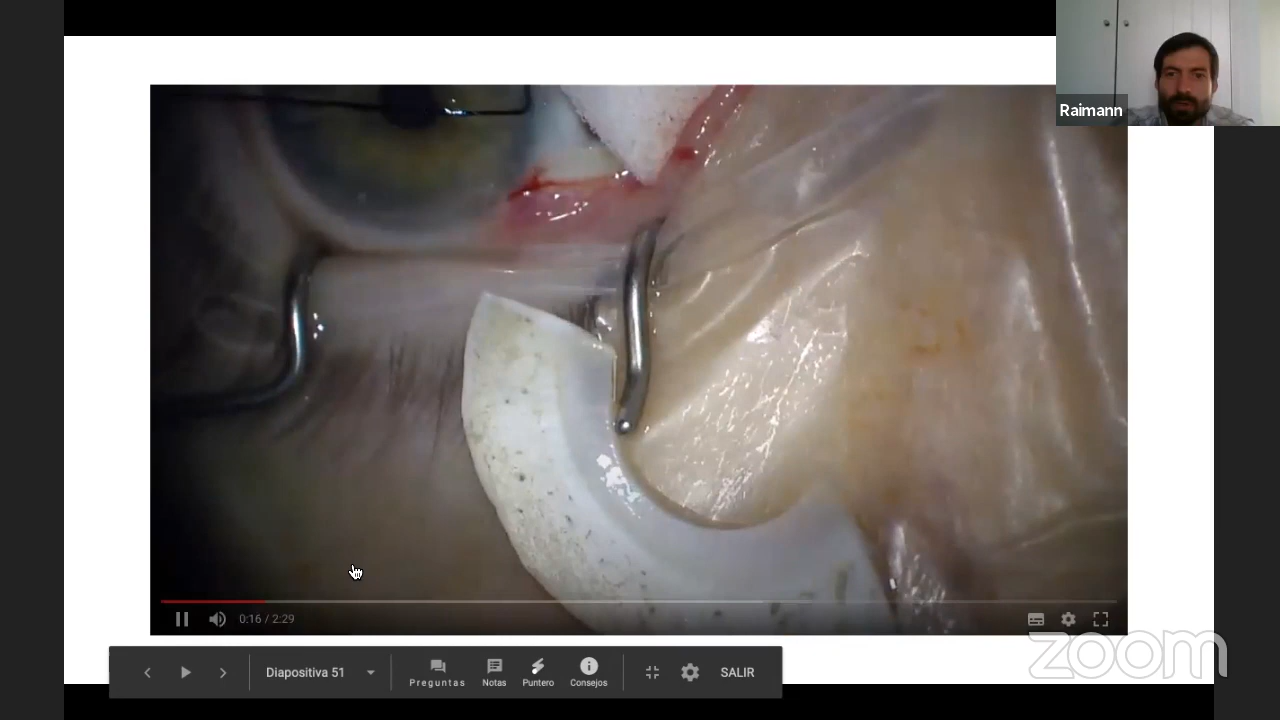 Raimann
0:16 / 2:29
Diapositiva 51
Preguntas
Notas
Puntero
Consejos
SALIR
zoom